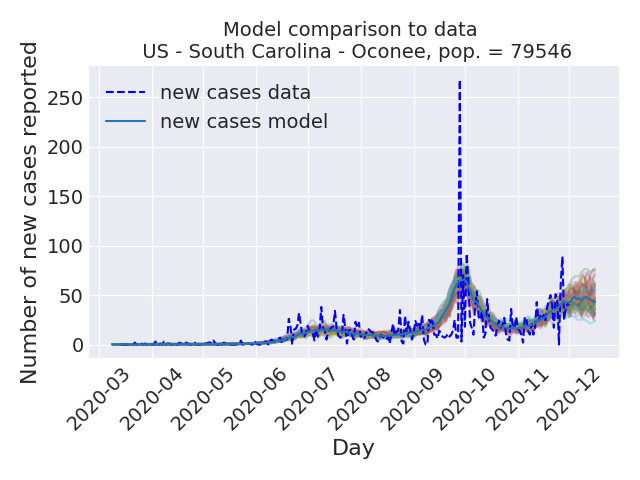 Model comparison to data
US - South Carolina - Oconee, pop. = 79546
Number of new cases reported
250
200
150
100
50
0
new cases data
new cases model
2020-03
2020-04
2020-05
2020-06
2020-07
2020-08
2020-09
2020-10
2020-11
2020-12
Day